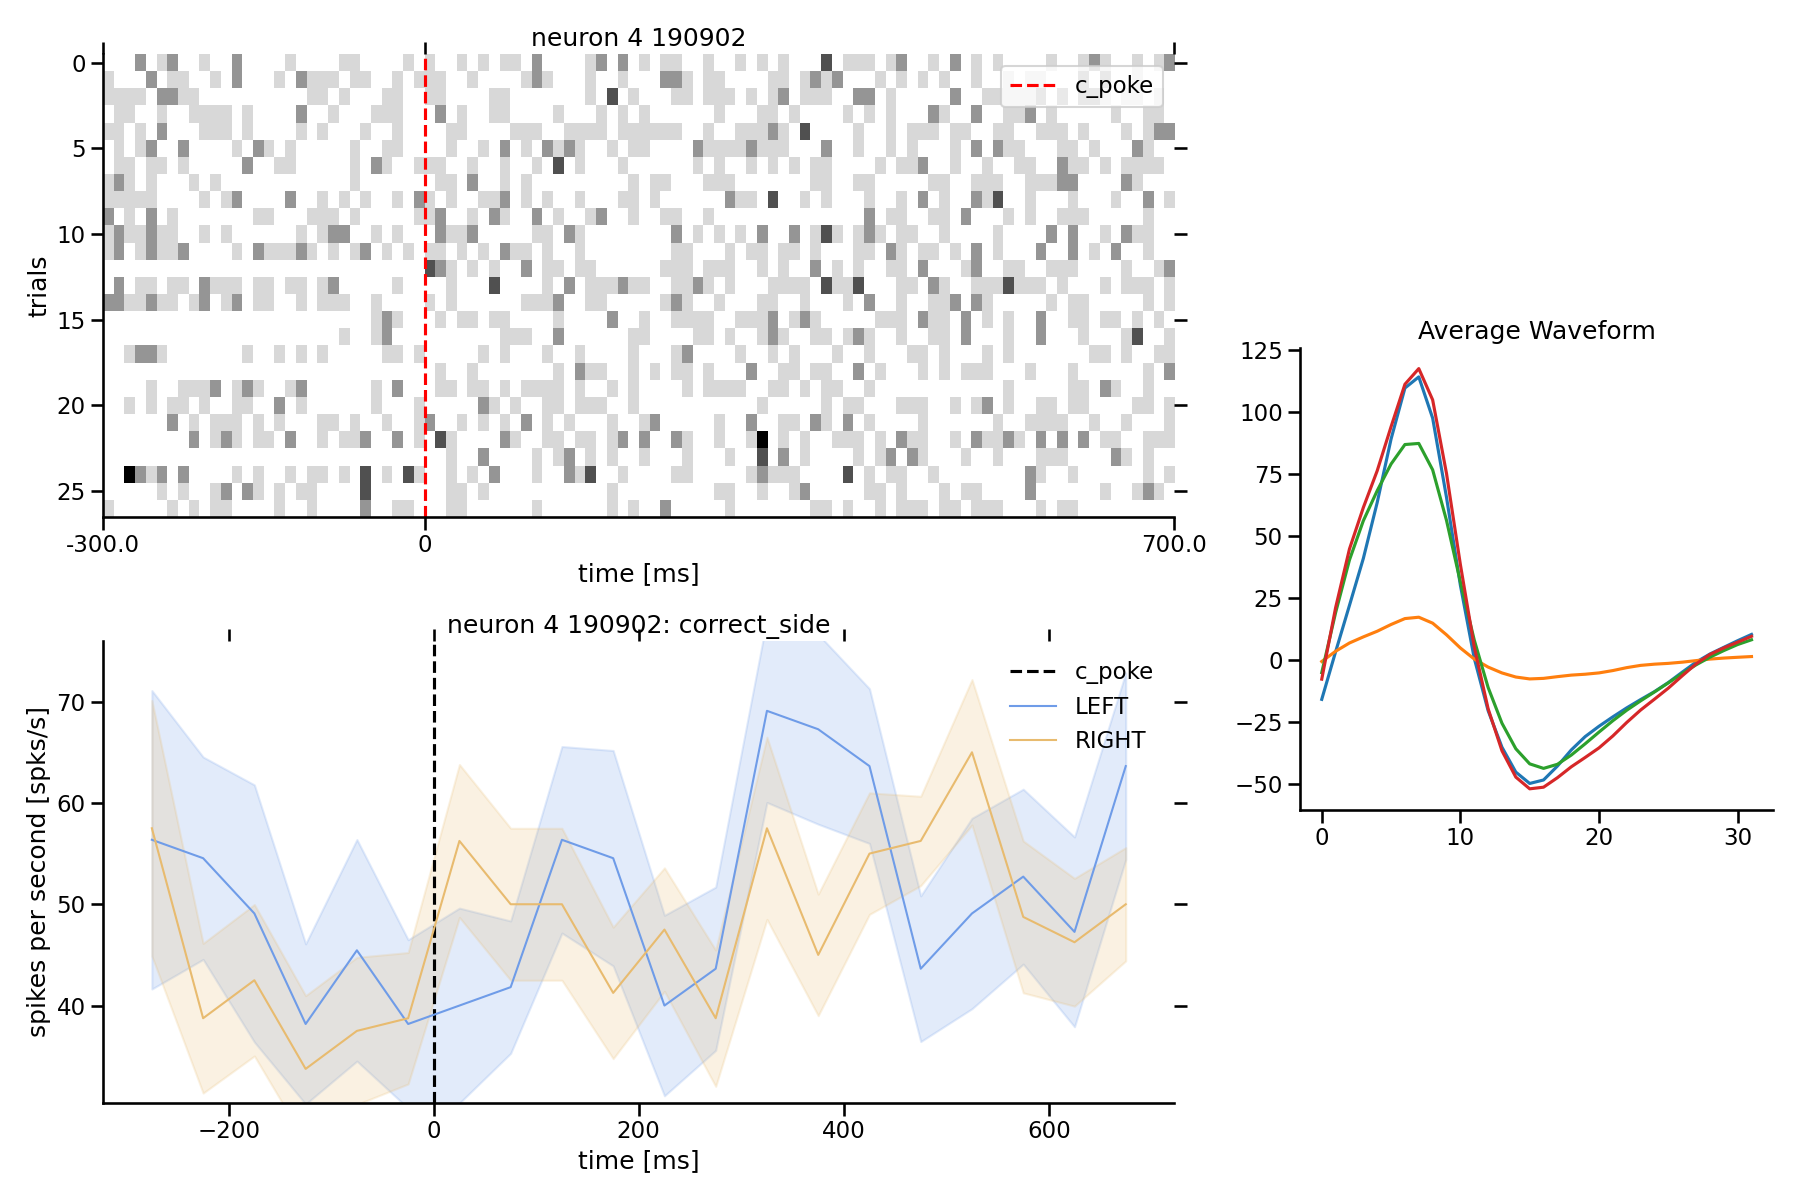 neuron 4 190902
c_poke
trials
0
5
10
15
20
25
-300.0
0
700.0
time [ms]
neuron 4 190902: correct_side
c_poke
LEFT
RIGHT
spikes per second [spks/s]
70
60
50
40
−200
0
200
400
600
time [ms]
Average Waveform
125
100
75
50
25
0
−25
−50
0
10
20
30